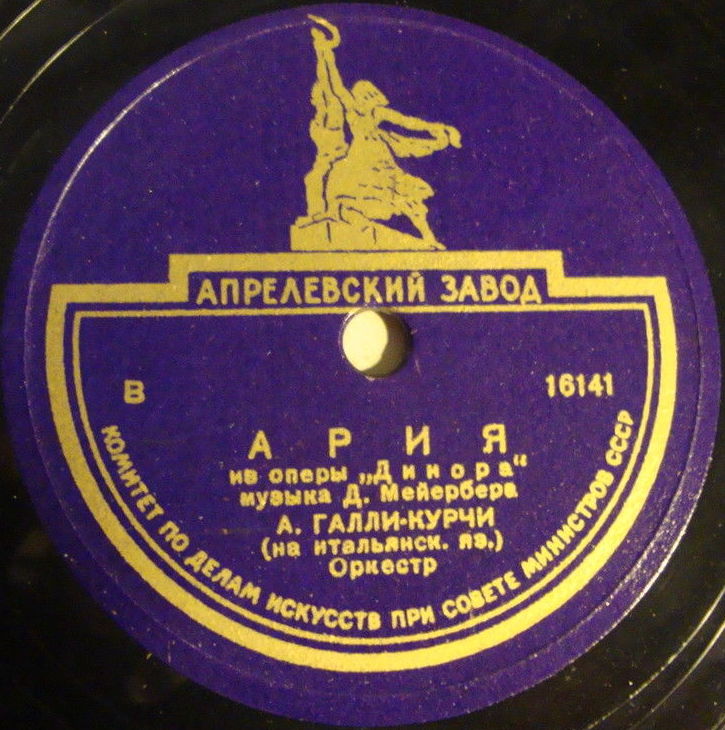 АПРЕЛЕВСКИЙ ЗАВОД
В
16141
АРИЯ
из оперы „Динора“
музыка Д. Мейербера
А. ГАЛЛИ-КУРЧИ
(на итальянск. яз.)
Оркестр
КОМИТЕТ ПО ДЕЛАМ ИСКУССТВ ПРИ СОВЕТЕ МИНИСТРОВ СССР